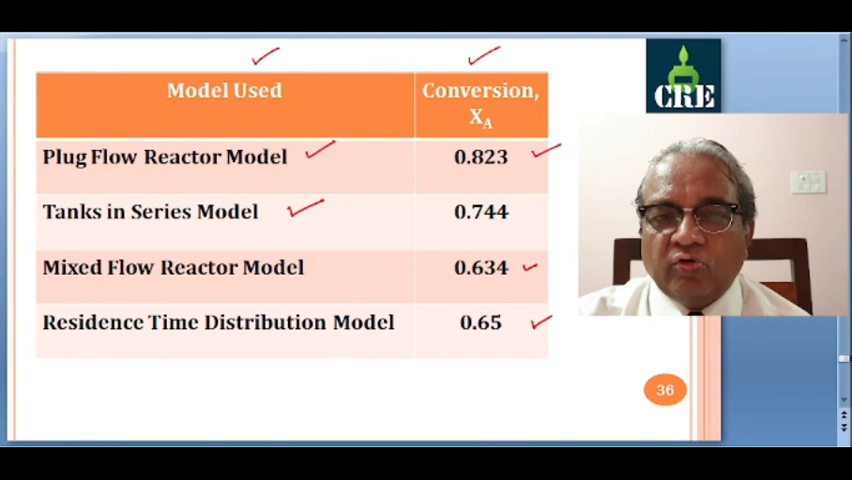 CRE
Model Used
Conversion,
X_A
Plug Flow Reactor Model
0.823
Tanks in Series Model
0.744
Mixed Flow Reactor Model
0.634
Residence Time Distribution Model
0.65
36